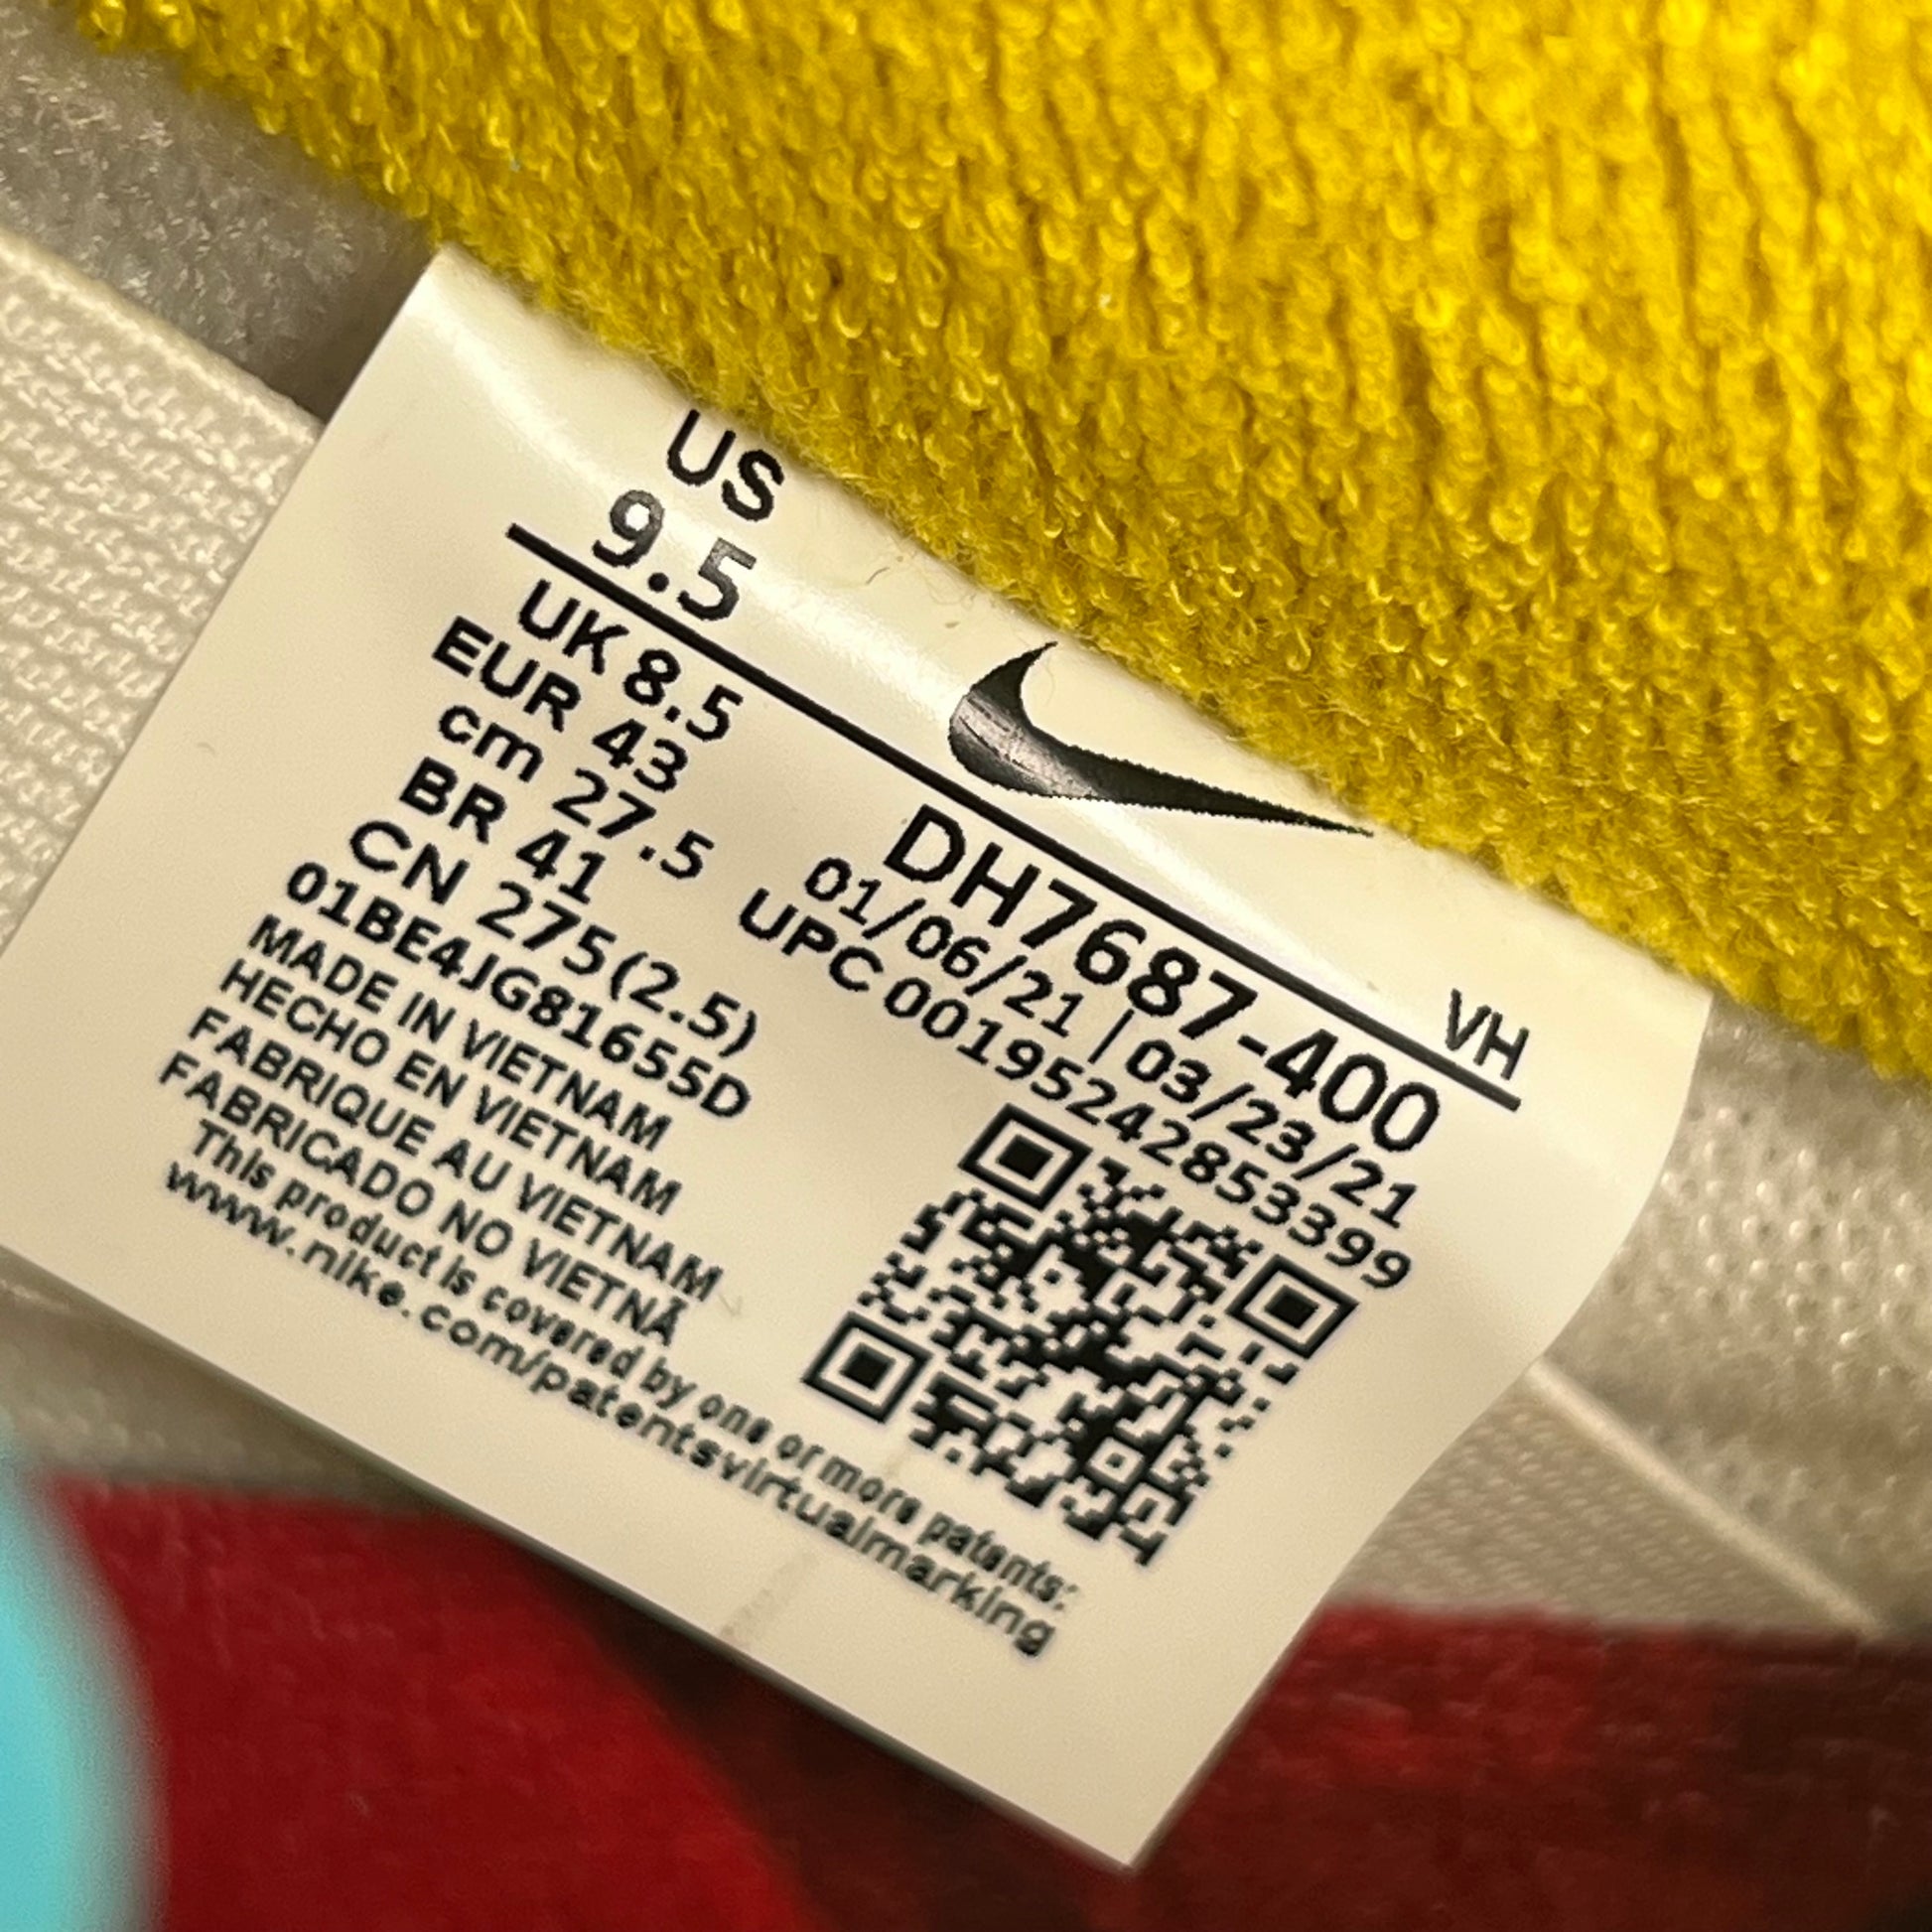 US
9.5
VH
UK 8.5
EUR 43
cm 27.5
BR 41
CN 275(2.5)
01BE4JG81655D
DH7687-400
01/06/21 | 03/23/21
UPC 00195242853399
MADE IN VIETNAM
HECHO EN VIETNAM
FABRIQUE AU VIETNAM
FABRICADO NO VIETNÃ
This product is covered by one or more patents:
www.nike.com/patentsvirtualmarking